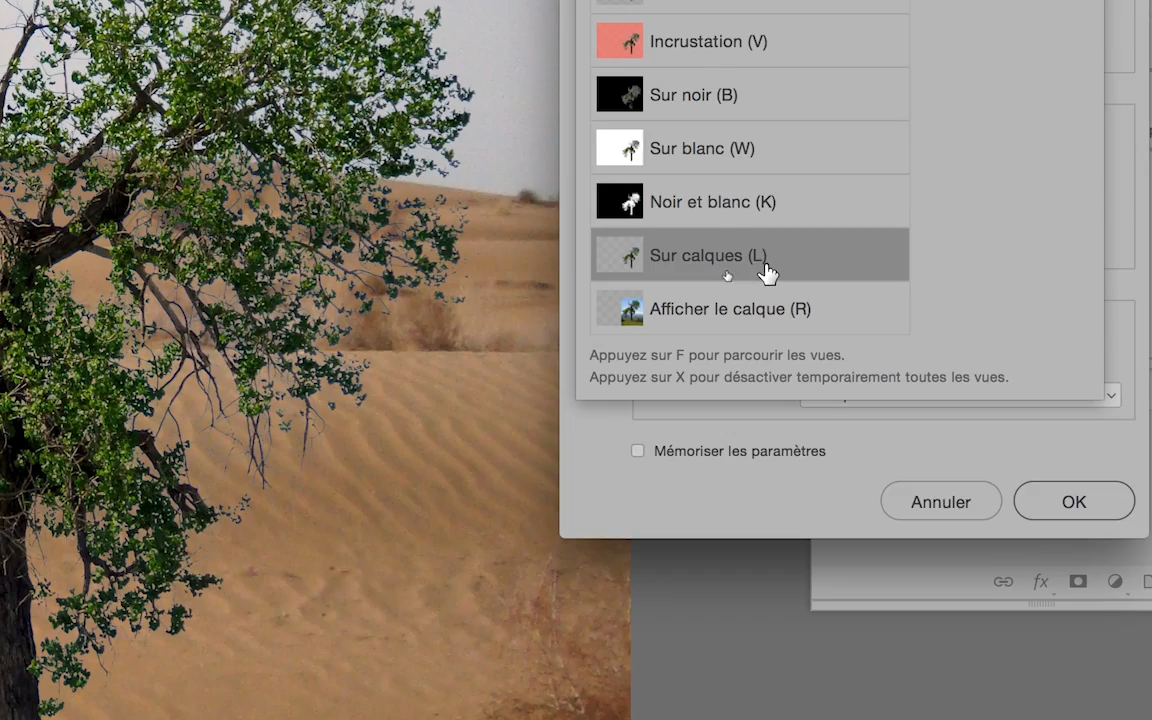 Incrustation (V)
Sur noir (B)
Sur blanc (W)
Noir et blanc (K)
Sur calques (L)
Afficher le calque (R)
Appuyez sur F pour parcourir les vues.
Appuyez sur X pour désactiver temporairement toutes les vues.
Mémoriser les paramètres
Annuler
OK
fx